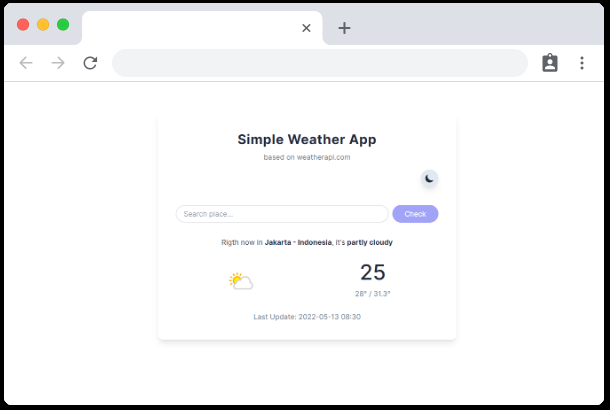 Simple Weather App
based on weatherapi.com
Search place...
Check
Rigth now in Jakarta - Indonesia, it's partly cloudy
25
28° / 31.3°
Last Update: 2022-05-13 08:30